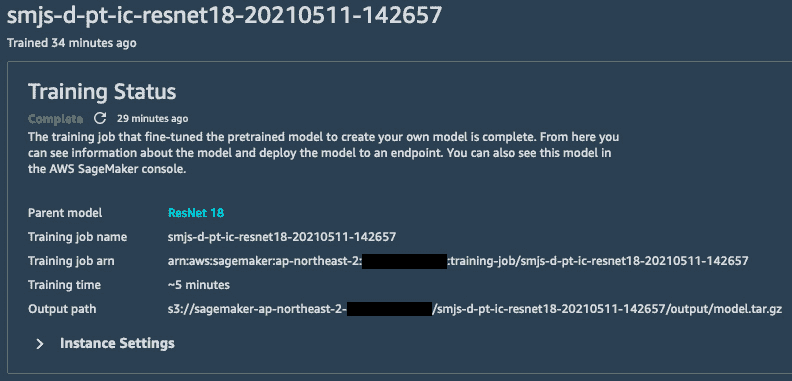 smjs-d-pt-ic-resnet18-20210511-142657
Trained 34 minutes ago
Training Status
Complete 29 minutes ago
The training job that fine-tuned the pretrained model to create your own model is complete. From here you
can see information about the model and deploy the model to an endpoint. You can also see this model in
the AWS SageMaker console.
Parent model ResNet 18
Training job name smjs-d-pt-ic-resnet18-20210511-142657
Training job arn arn:aws:sagemaker:ap-northeast-2: :training-job/smjs-d-pt-ic-resnet18-20210511-142657
Training time ~5 minutes
Output path s3://sagemaker-ap-northeast-2- /smjs-d-pt-ic-resnet18-20210511-142657/output/model.tar.gz
Instance Settings